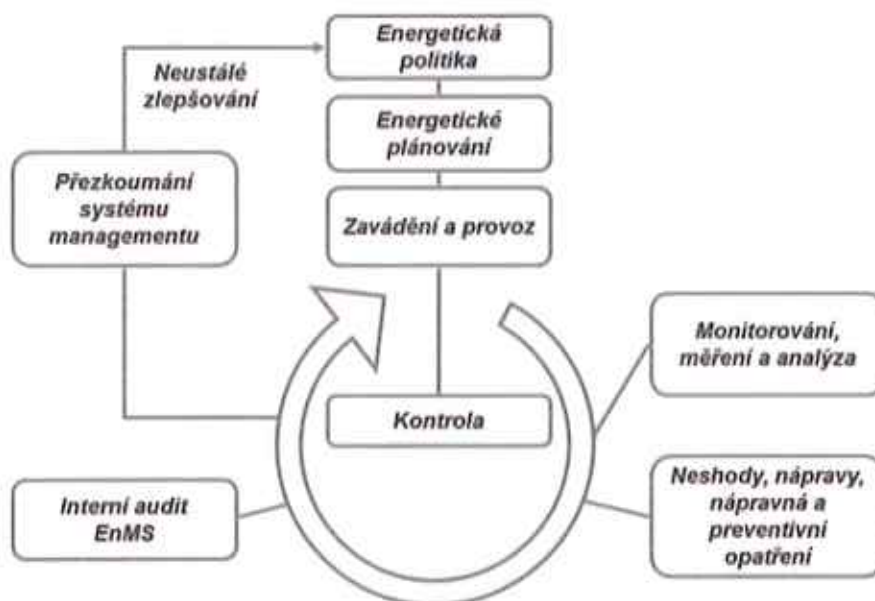 Energetická
politika
Neustálé
zlepšování
Energetické
plánování
Přezkoumání
systému
managementu
Zavádění a provoz
Monitorování,
měření a analýza
Kontrola
Interní audit
EnMS
Neshody, nápravy,
nápravná a
preventivní
opatření